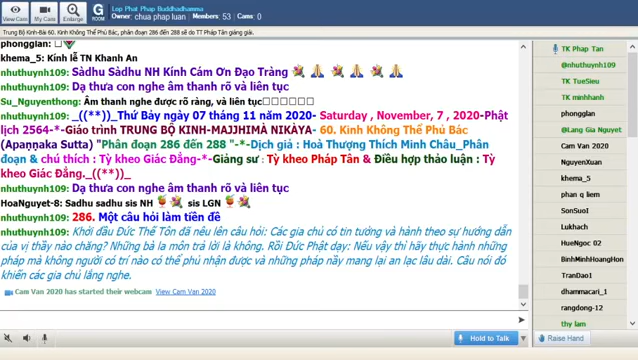 View Cam
My Cam
Enlarge
G ROOM
Lop Phat Phap Buddhadhamma
Owner: chua phap luan | Members: 53 | Cams: 0
Trung Bộ Kinh-Bài 60. Kinh Không Thể Phủ Bác, phân đoạn 286 đến 288 sẽ do TT Pháp Tân giảng giải.
phonglan:
khema_5: Kính lễ TN Khanh An
nhuthuynh109: Sàdhu Sàdhu NH Kính Cám Ơn Đạo Tràng
nhuthuynh109: Dạ thưa con nghe âm thanh rõ và liên tục
Su_Nguyenthong: Âm thanh nghe được rõ ràng, và liên tục□□□□□□
nhuthuynh109: _((**))_Thứ Bảy ngày 07 tháng 11 năm 2020- Saturday , November, 7 , 2020-Phật
lịch 2564-*-Giáo trình TRUNG BỘ KINH-MAJJHIMÀ NIKÀYA- 60. Kinh Không Thể Phủ Bác
(Apaṇṇaka Sutta) "Phân đoạn 286 đến 288 "-*-Dịch giả : Hoà Thượng Thích Minh Châu_Phân
đoạn & chú thích : Tỳ kheo Giác Đẳng-*-Giảng sư : Tỳ kheo Pháp Tân & Điều hợp thảo luận : Tỳ
kheo Giác Đẳng._((**))_
nhuthuynh109: Dạ thưa con nghe âm thanh rõ và liên tục
HoaNguyet-8: Sadhu sadhu sis NH sis LGN
nhuthuynh109: 286. Một câu hỏi làm tiền đề
nhuthuynh109: Khởi đầu Đức Thế Tôn đã nêu lên câu hỏi: Các gia chủ có tin tưởng và hành theo sự hướng dẫn
của vị thầy nào chăng? Những bà la môn trả lời là không. Rồi Đức Phật dạy: Nếu vậy thì hãy thực hành những
pháp mà không người có trí nào có thể phủ nhận được và những pháp này mang lại an lạc lâu dài. Câu nói đó
khiến các gia chủ lắng nghe.
Cam Van 2020 has started their webcam View Cam Van 2020
Hold to Talk
TK Phap Tan
@nhuthuynh109
TK TueSieu
TK minhhanh
phonglan
@Lang Gia Nguyet
Cam Van 2020
NguyenXuan
khema_5
phan q liem
SonSuoI
Lukhach
HueNgoc 02
BinhMinhHoangHon
TranDao1
dhammacari_1
rangdong-12
thy lam
Raise Hand